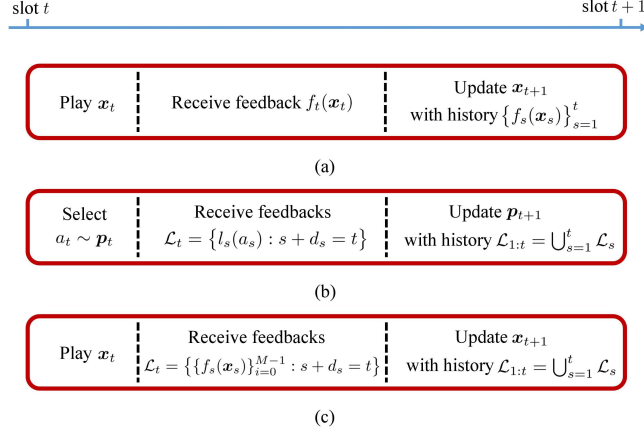 slot t slot t + 1
Play x_t
Receive feedback f_t(x_t)
Update x_{t+1}
with history {f_s(x_s)}_{s=1}^t
(a)
Select
a_t ∼ p_t
Receive feedbacks
ℒ_t = {l_s(a_s) : s + d_s = t}
Update p_{t+1}
with history ℒ_{1:t} = ⋃_{s=1}^t ℒ_s
(b)
Play x_t
Receive feedbacks
ℒ_t = {{f_s(x_s)}_{i=0}^{M−1} : s + d_s = t}
Update x_{t+1}
with history ℒ_{1:t} = ⋃_{s=1}^t ℒ_s
(c)